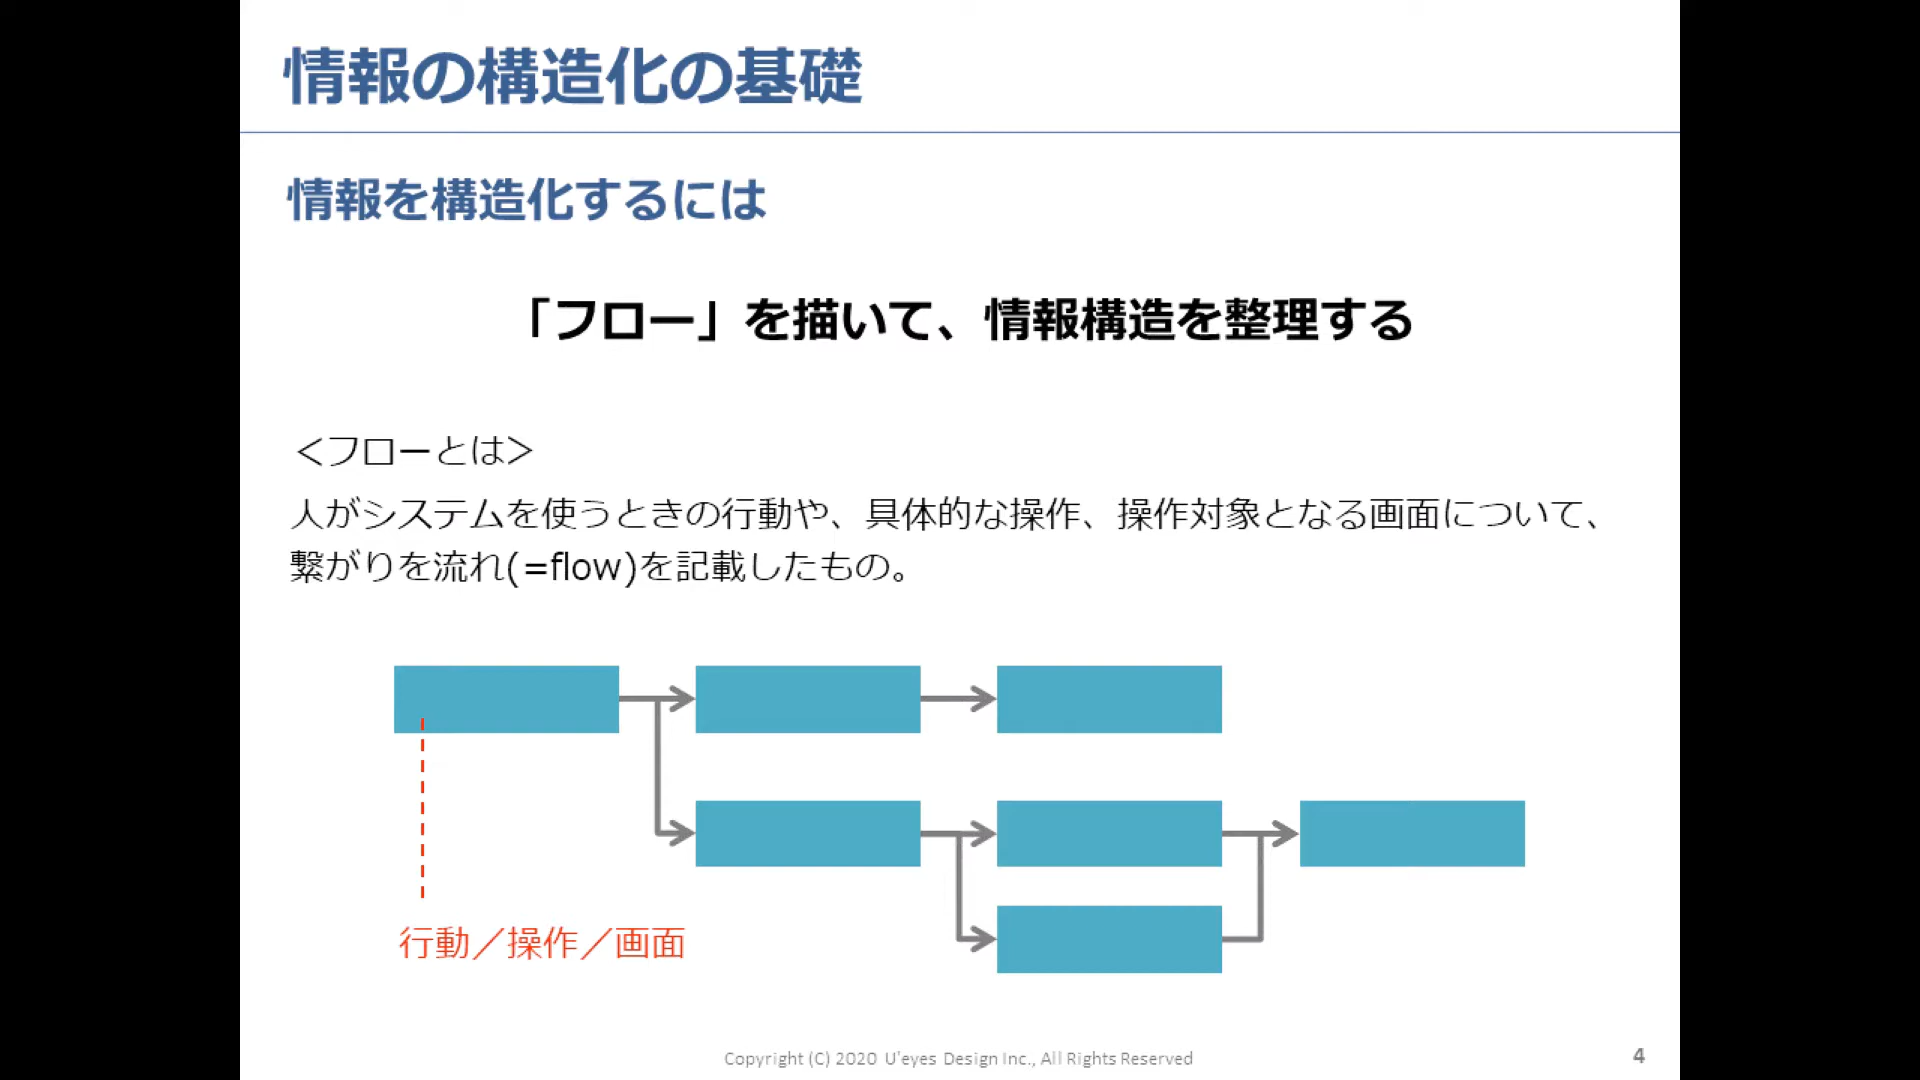 情報の構造化の基礎
情報を構造化するには
「フロー」を描いて、情報構造を整理する
＜フローとは＞
人がシステムを使うときの行動や、具体的な操作、操作対象となる画面について、
繋がりを流れ(=flow)を記載したもの。
行動／操作／画面
Copyright (C) 2020 U'eyes Design Inc., All Rights Reserved
4